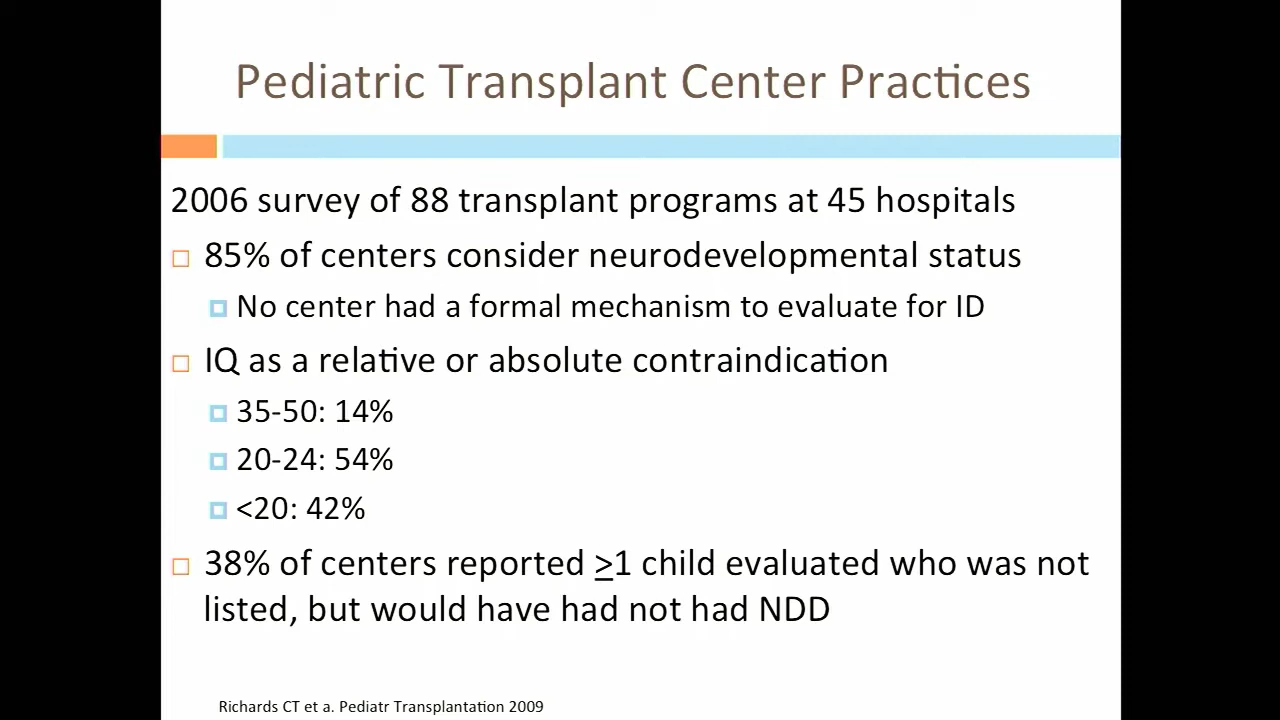 Pediatric Transplant Center Practices
2006 survey of 88 transplant programs at 45 hospitals
85% of centers consider neurodevelopmental status
No center had a formal mechanism to evaluate for ID
IQ as a relative or absolute contraindication
35-50: 14%
20-24: 54%
<20: 42%
38% of centers reported ≥1 child evaluated who was not
listed, but would have had not had NDD
Richards CT et a. Pediatr Transplantation 2009